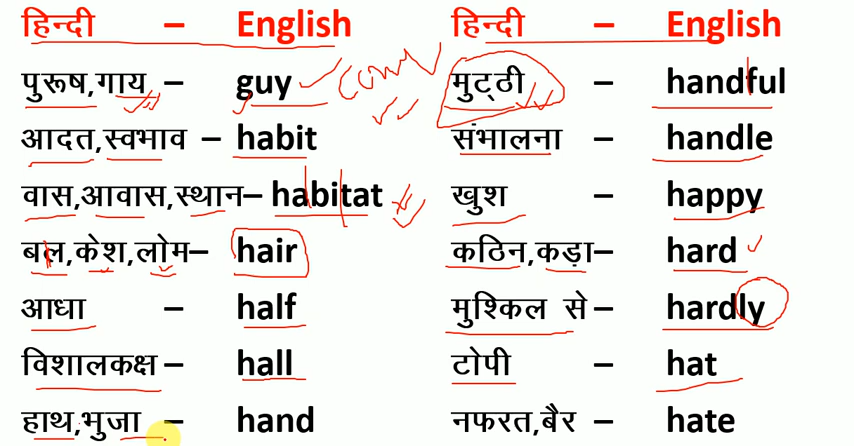 हिन्दी – English
पुरूष,गाय – guy
आदत,स्वभाव – habit
वास,आवास,स्थान– habitat
बल,केश,लोम– hair
आधा – half
विशालकक्ष – hall
हाथ,भुजा – hand
हिन्दी – English
मुट्ठी – handful
संभालना – handle
खुश – happy
कठिन,कड़ा– hard
मुश्किल से – hardly
टोपी – hat
नफरत,बैर – hate